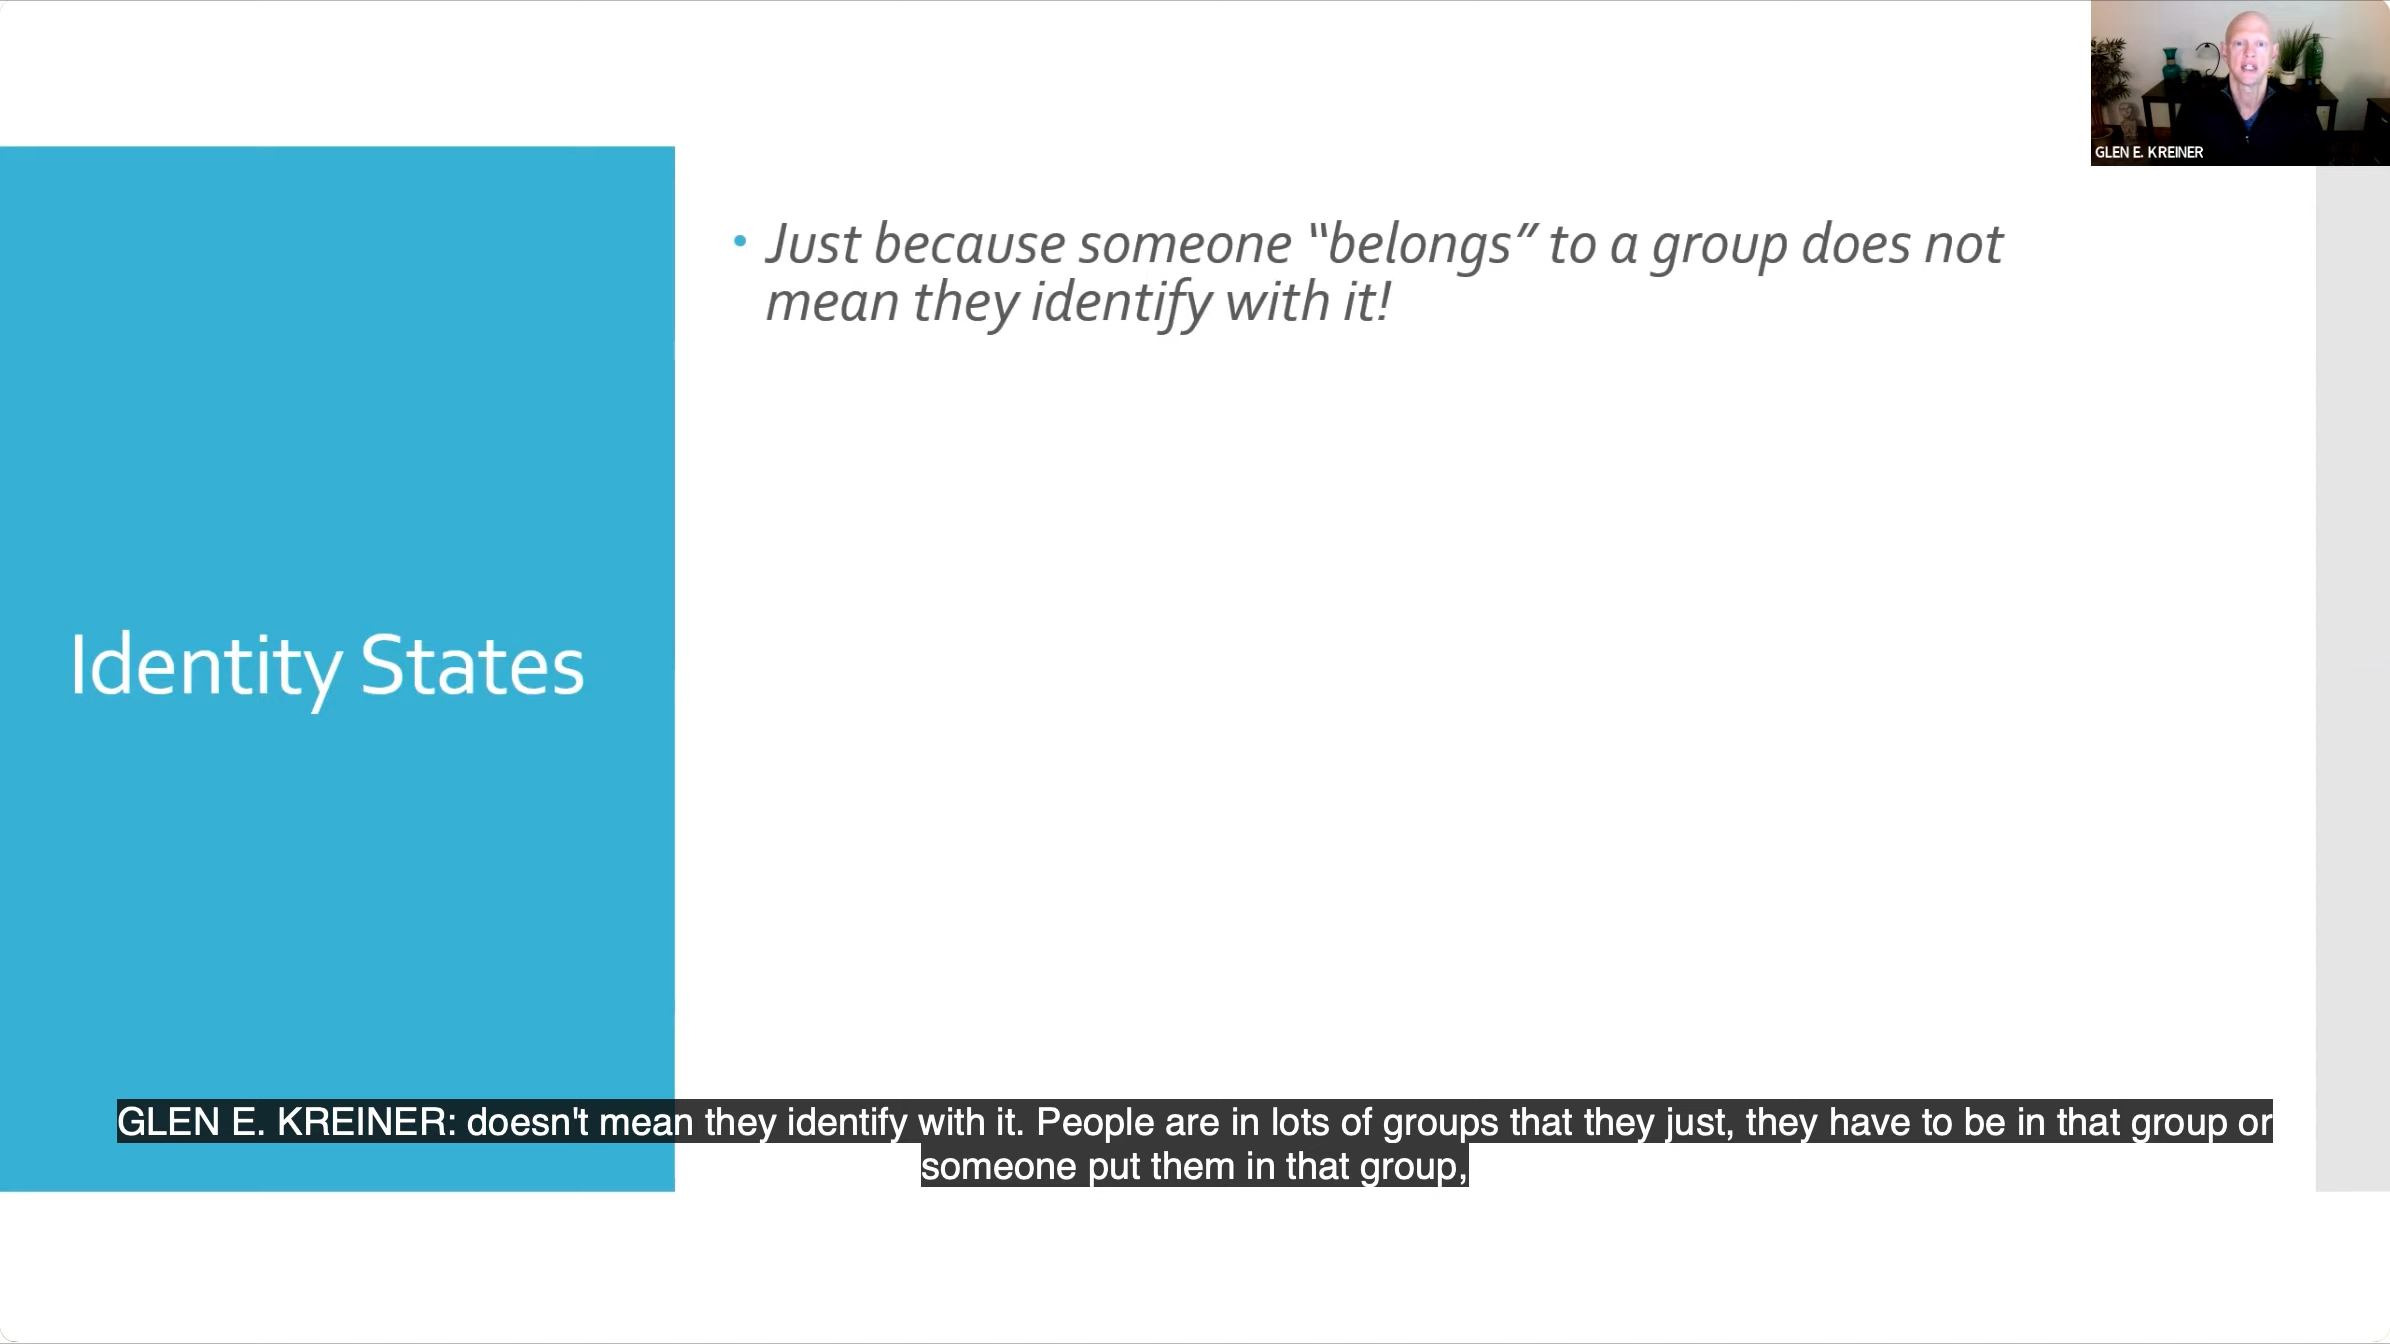 GLEN E. KREINER
• Just because someone “belongs” to a group does not
mean they identify with it!
Identity States
GLEN E. KREINER: doesn't mean they identify with it. People are in lots of groups that they just, they have to be in that group or
someone put them in that group,